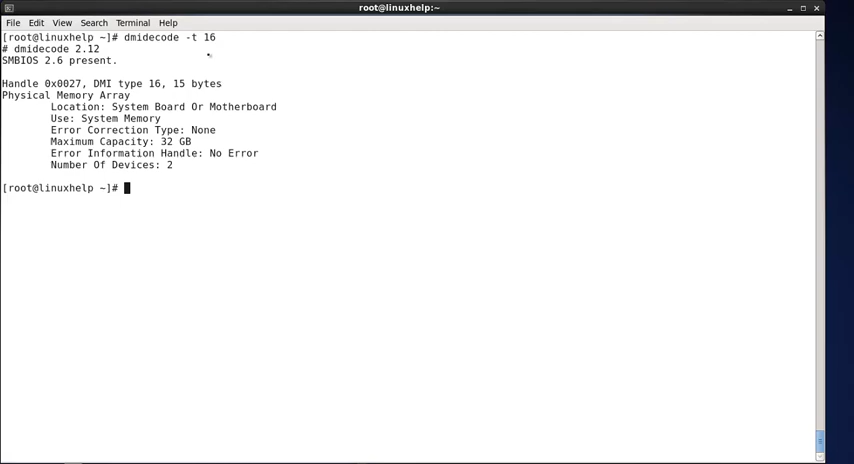 root@linuxhelp:~
File Edit View Search Terminal Help
[root@linuxhelp ~]# dmidecode -t 16
# dmidecode 2.12
SMBIOS 2.6 present.
Handle 0x0027, DMI type 16, 15 bytes
Physical Memory Array
Location: System Board Or Motherboard
Use: System Memory
Error Correction Type: None
Maximum Capacity: 32 GB
Error Information Handle: No Error
Number Of Devices: 2
[root@linuxhelp ~]#